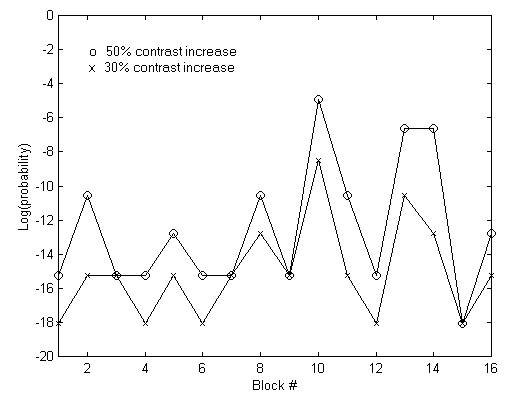 0
-2
-4
-6
-8
-10
-12
-14
-16
-18
-20
Log(probability)
o 50% contrast increase
x 30% contrast increase
2 4 6 8 10 12 14 16
Block #